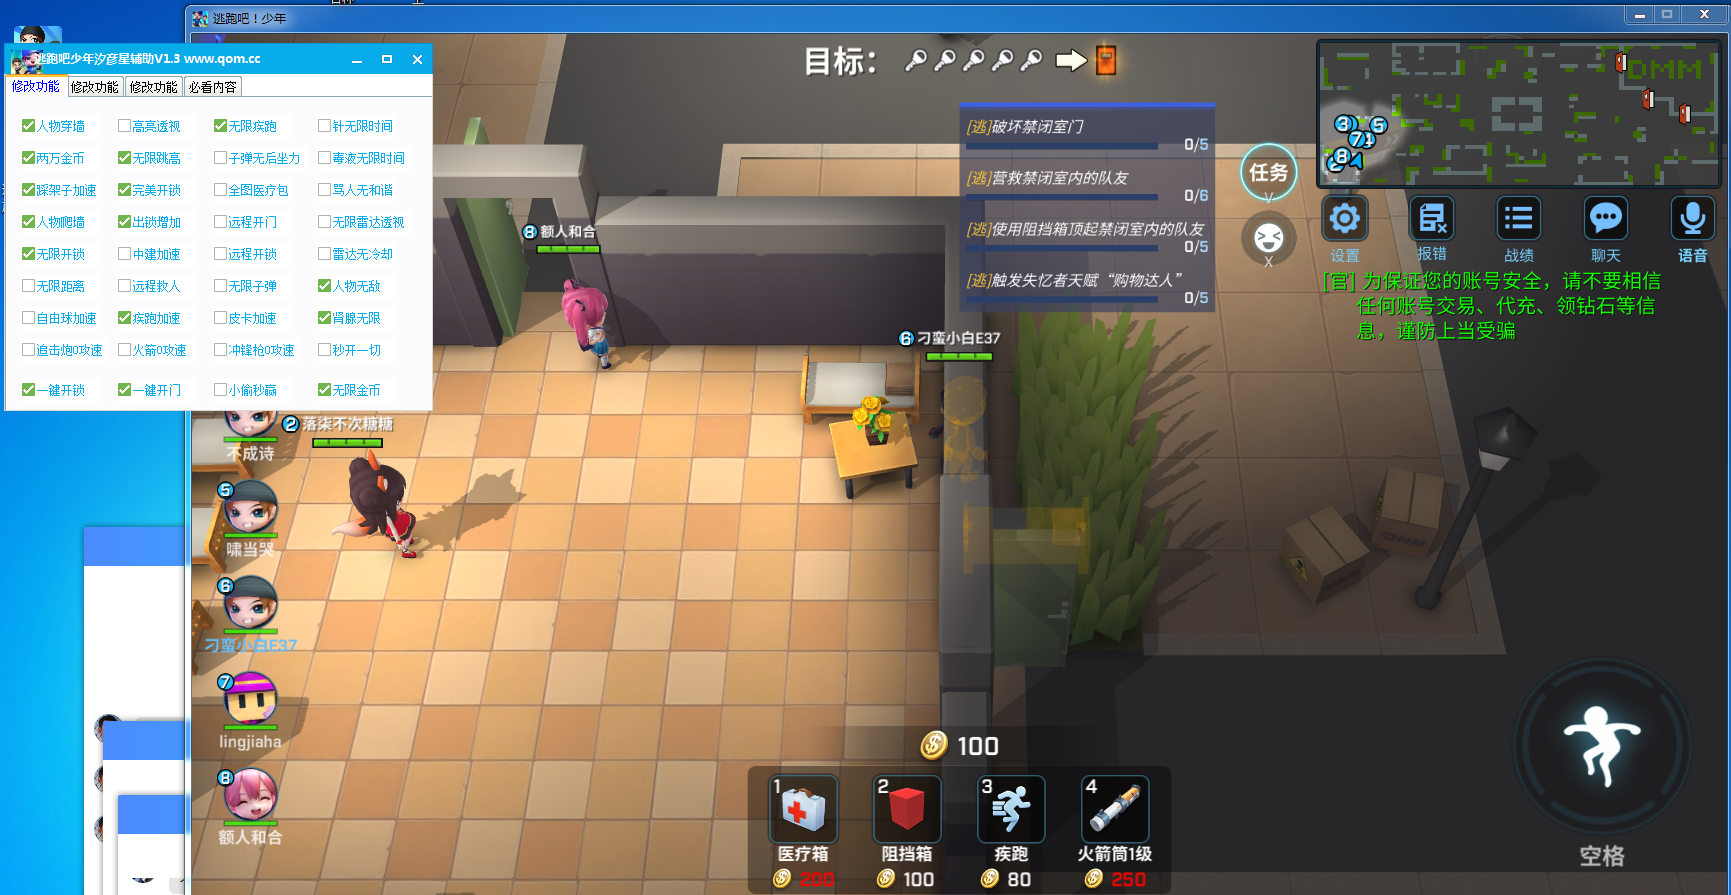 逃跑吧！少年
逃跑吧少年汐彦星辅助V1.3 www.qom.cc
修改功能 修改功能 修改功能 必看内容
人物穿墙 高亮透视 无限疾跑 针无限时间
两万金币 无限跳高 子弹无后坐力 毒液无限时间
踩架子加速 完美开锁 全图医疗包 骂人无和谐
人物爬墙 出锁增加 远程开门 无限雷达透视
无限开锁 中建加速 远程开锁 雷达无冷却
无限距离 远程救人 无限子弹 人物无敌
自由球加速 疾跑加速 皮卡加速 肾腺无限
追击炮0攻速 火箭0攻速 冲锋枪0攻速 秒开一切
一键开锁 一键开门 小偷秒赢 无限金币
目标：
[逃]破坏禁闭室门
0/5
[逃]营救禁闭室内的队友
0/6
[逃]使用阻挡箱顶起禁闭室内的队友
0/5
[逃]触发失忆者天赋“购物达人”
0/5
任务
V
X
DMM
3 5
7 4
8
2
设置 报错 战绩 聊天 语音
[官] 为保证您的账号安全，请不要相信
任何账号交易、代充、领钻石等信
息，谨防上当受骗
8 额人和合
6 刁蛮小白E37
2 落柒不次糖糖
不成诗
5
啸当哭
6
刁蛮小白E37
7
lingjiaha
8
额人和合
100
1 2 3 4
医疗箱 阻挡箱 疾跑 火箭筒1级
200 100 80 250
空格